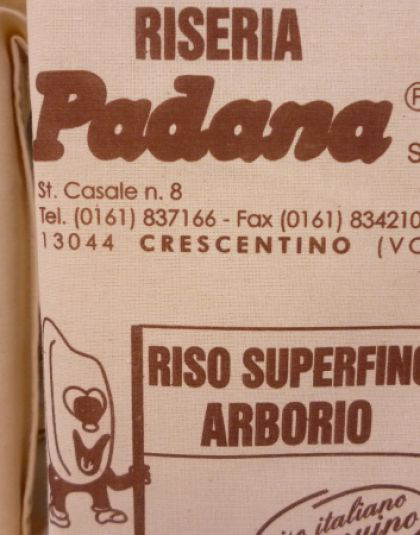 RISERIA
Padana ®
S
St. Casale n. 8
Tel. (0161) 837166 - Fax (0161) 834210
13044 CRESCENTINO (VC
RISO SUPERFINO
ARBORIO
italiano